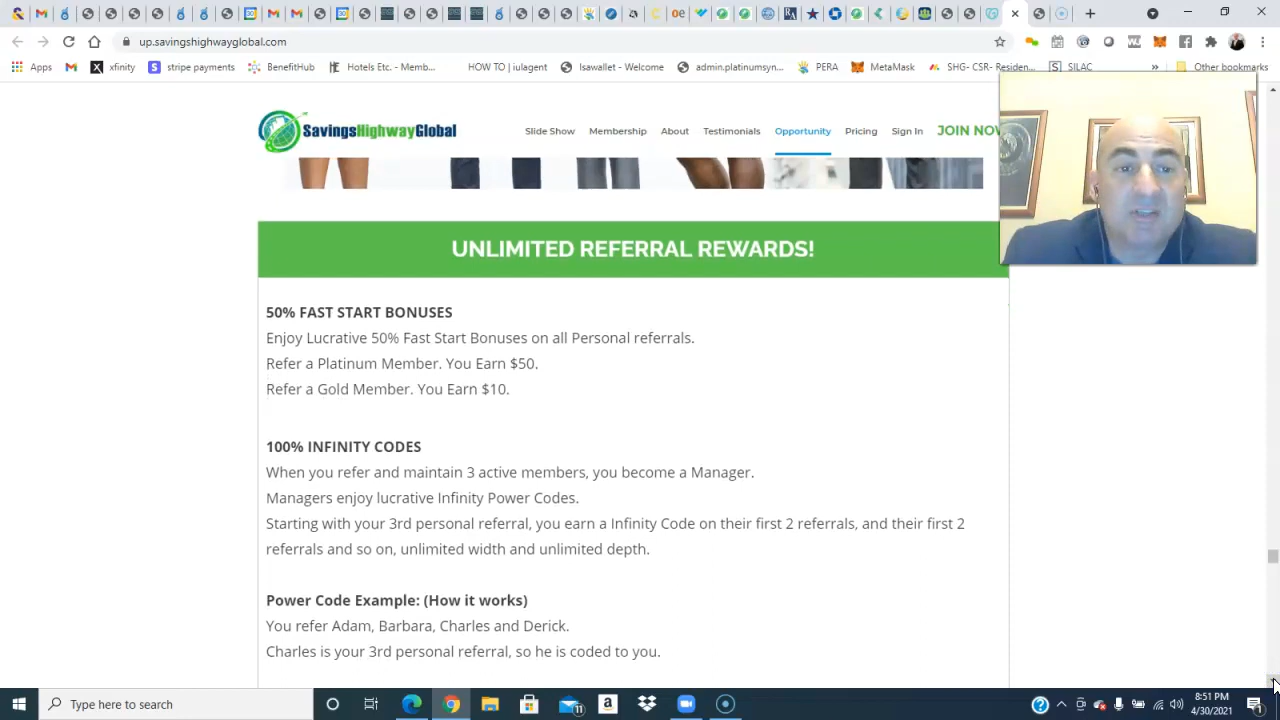 up.savingshighwayglobal.com
Apps xfinity stripe payments BenefitHub Hotels Etc. - Memb... HOW TO | iulagent Isawallet - Welcome admin.platinumsyn... PERA MetaMask SHG- CSR- Residen... SILAC » Other bookmarks
SavingsHighwayGlobal Slide Show Membership About Testimonials Opportunity Pricing Sign In JOIN NOW
UNLIMITED REFERRAL REWARDS!
50% FAST START BONUSES
Enjoy Lucrative 50% Fast Start Bonuses on all Personal referrals.
Refer a Platinum Member. You Earn $50.
Refer a Gold Member. You Earn $10.
100% INFINITY CODES
When you refer and maintain 3 active members, you become a Manager.
Managers enjoy lucrative Infinity Power Codes.
Starting with your 3rd personal referral, you earn a Infinity Code on their first 2 referrals, and their first 2
referrals and so on, unlimited width and unlimited depth.
Power Code Example: (How it works)
You refer Adam, Barbara, Charles and Derick.
Charles is your 3rd personal referral, so he is coded to you.
Type here to search
8:51 PM
4/30/2021